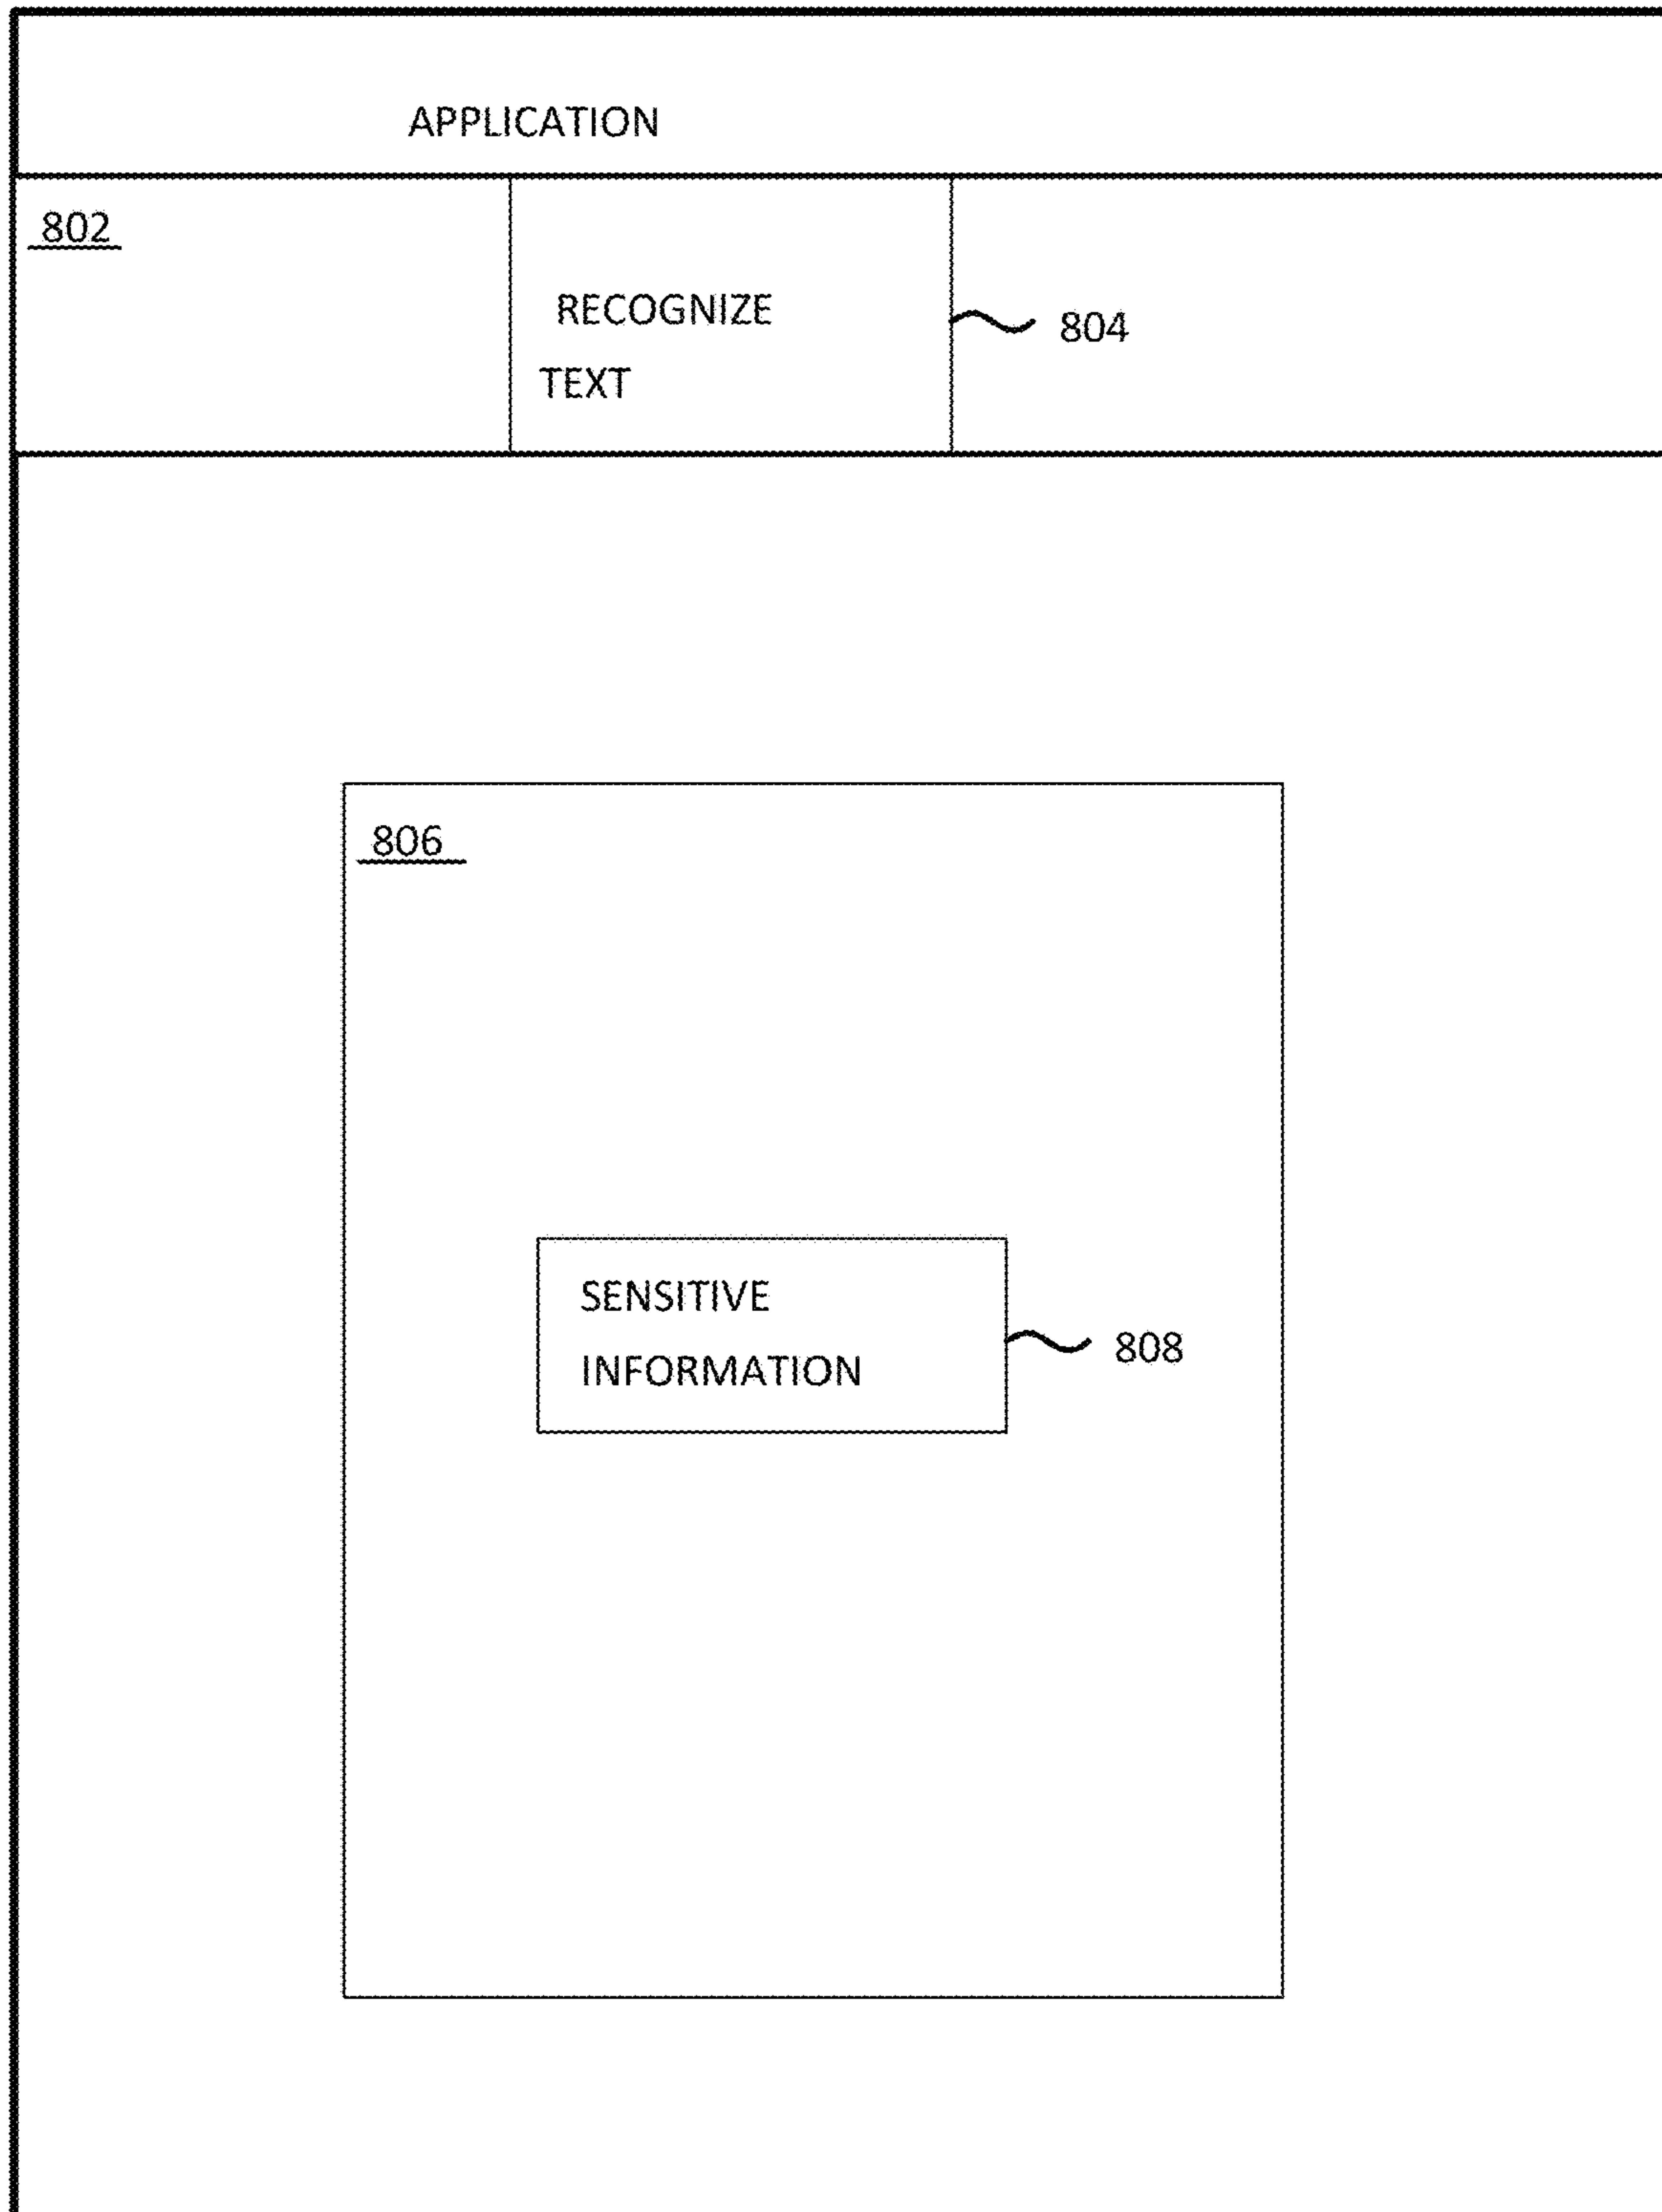 APPLICATION
802
RECOGNIZE
TEXT
804
806
SENSITIVE
INFORMATION
808